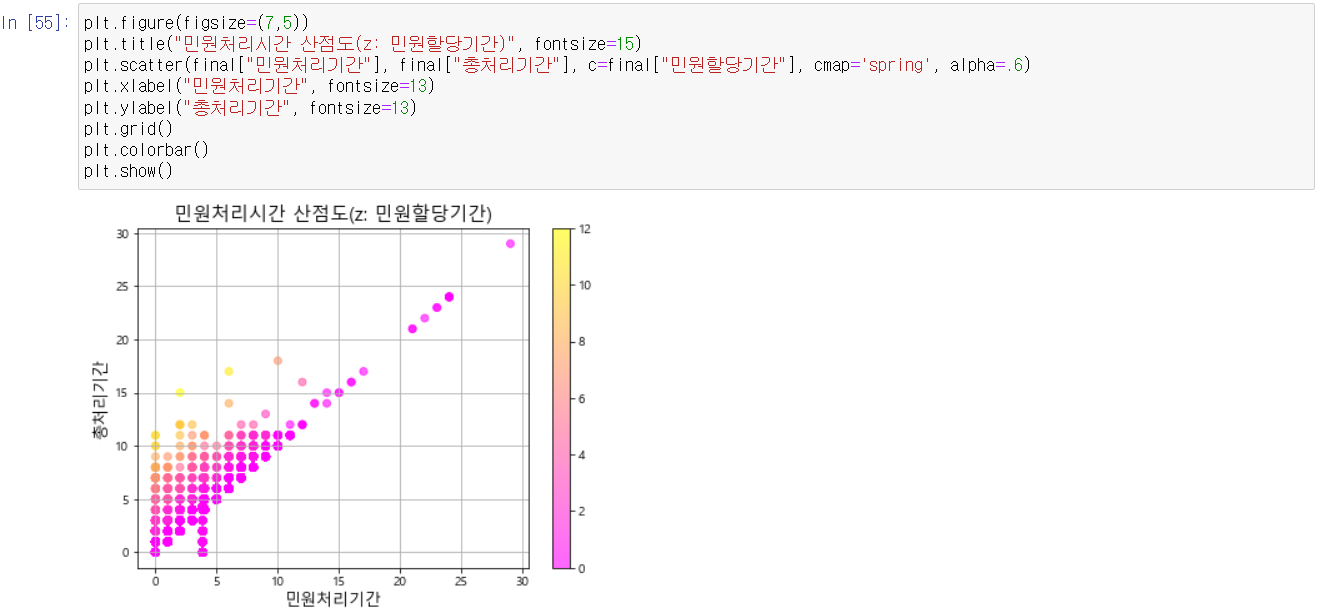 In [55]:
plt.figure(figsize=(7,5))
plt.title("민원처리시간 산점도(z: 민원할당기간)", fontsize=15)
plt.scatter(final["민원처리기간"], final["총처리기간"], c=final["민원할당기간"], cmap='spring', alpha=.6)
plt.xlabel("민원처리기간", fontsize=13)
plt.ylabel("총처리기간", fontsize=13)
plt.grid()
plt.colorbar()
plt.show()
민원처리시간 산점도(z: 민원할당기간)
총처리기간
30
25
20
15
10
5
0
0 5 10 15 20 25 30
민원처리기간
12
10
8
6
4
2
0